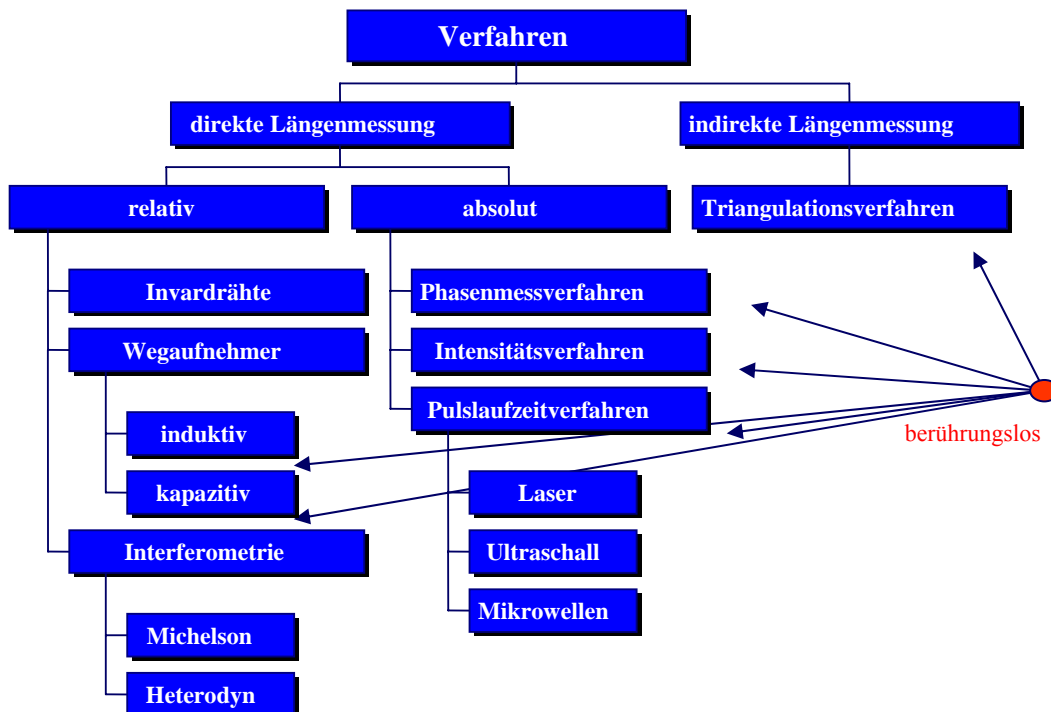 Verfahren
direkte Längenmessung
indirekte Längenmessung
relativ
absolut
Triangulationsverfahren
Invardrähte
Phasenmessverfahren
Wegaufnehmer
Intensitätsverfahren
induktiv
Pulslaufzeitverfahren
berührungslos
kapazitiv
Laser
Interferometrie
Ultraschall
Mikrowellen
Michelson
Heterodyn